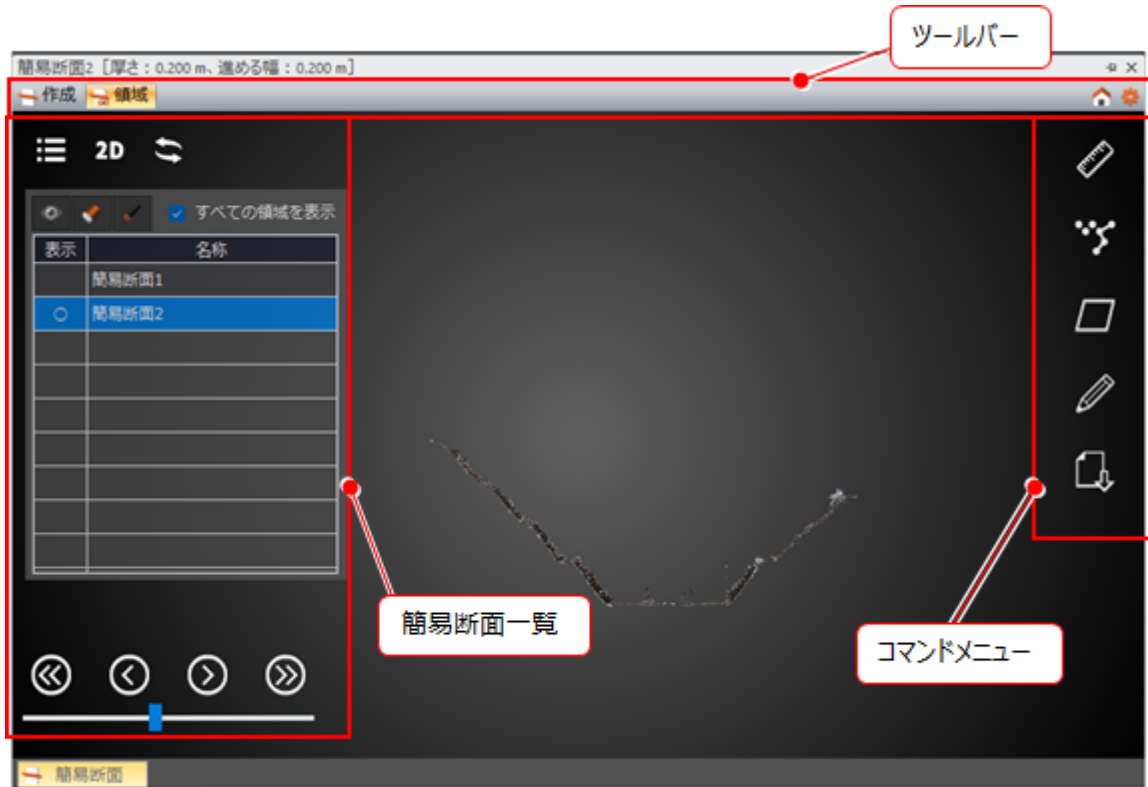 ツールバー
簡易断面2［厚さ：0.200 m、進める幅：0.200 m］
作成 領域
2D
すべての領域を表示
表示 名称
簡易断面1
○ 簡易断面2
簡易断面一覧
コマンドメニュー
簡易断面